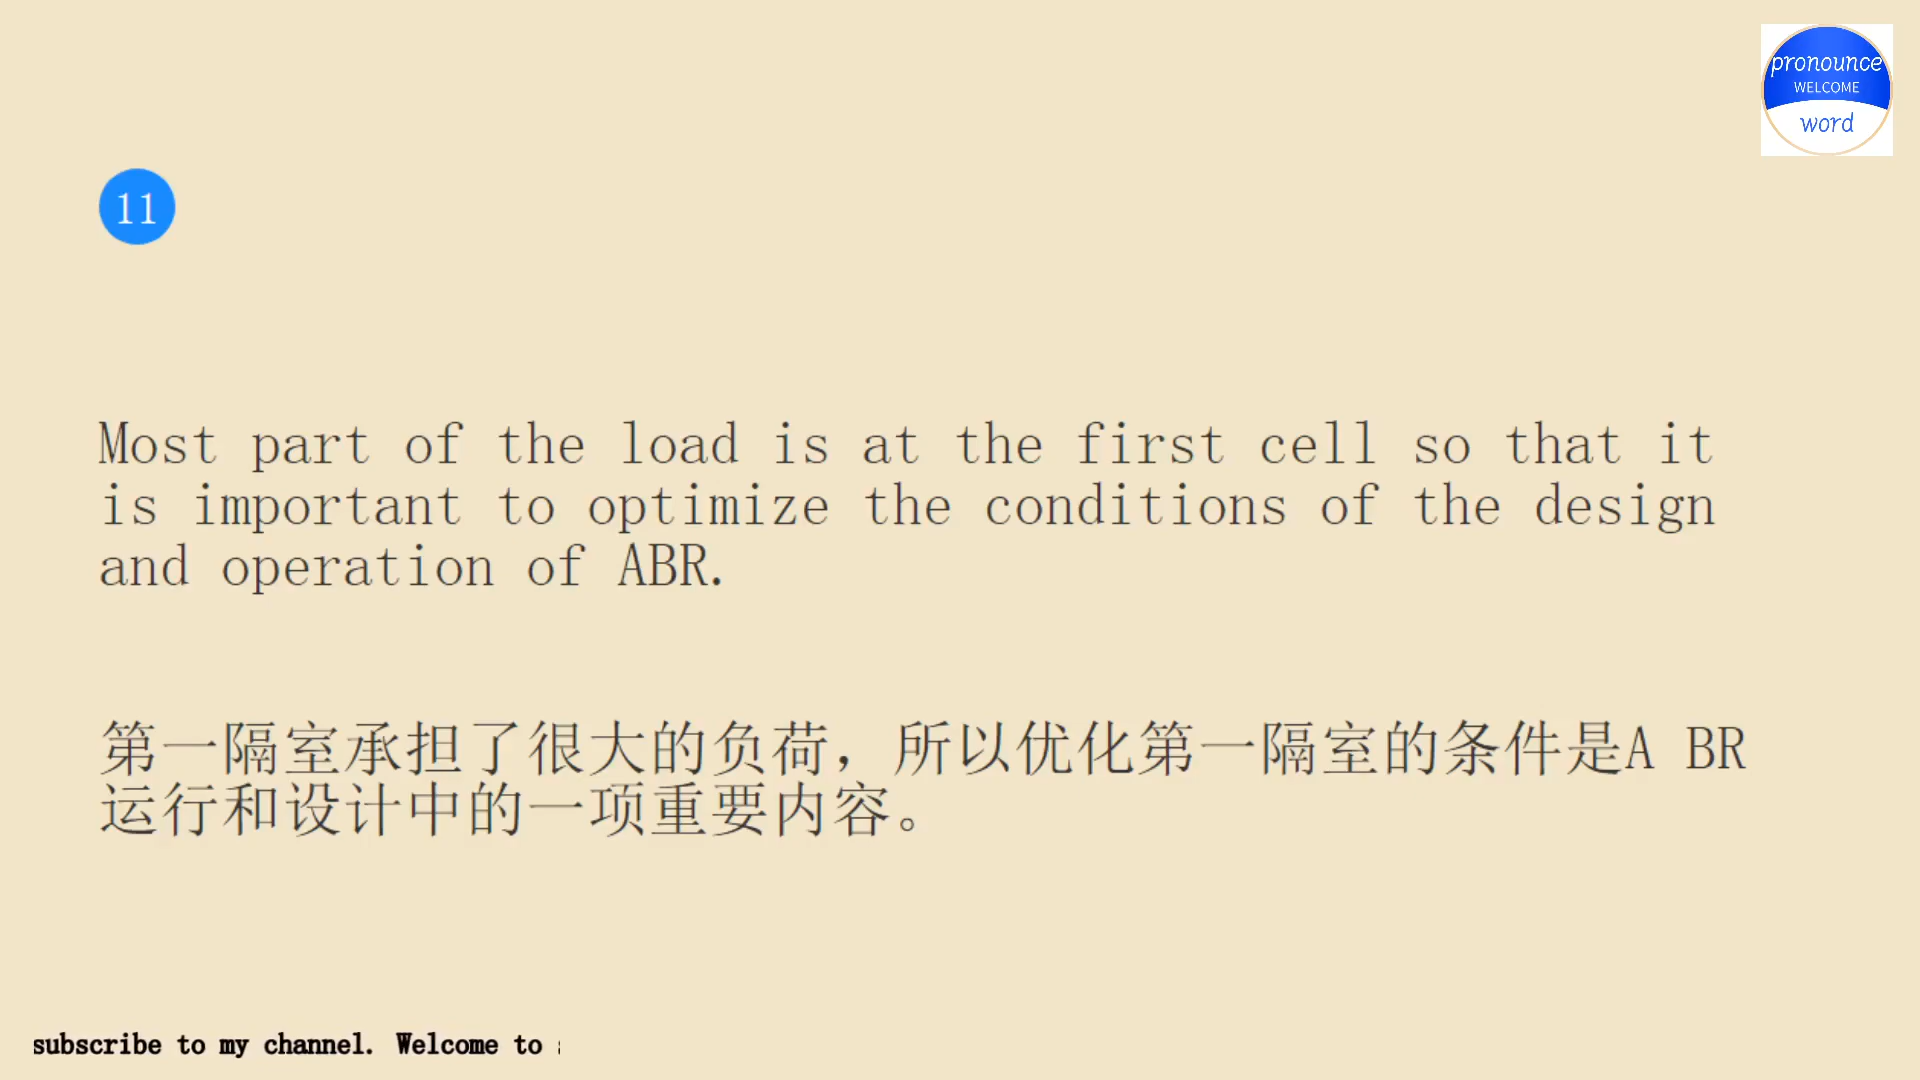 pronounce
WELCOME
word
11
Most part of the load is at the first cell so that it
is important to optimize the conditions of the design
and operation of ABR.
第一隔室承担了很大的负荷，所以优化第一隔室的条件是A BR
运行和设计中的一项重要内容。
subscribe to my channel. Welcome to